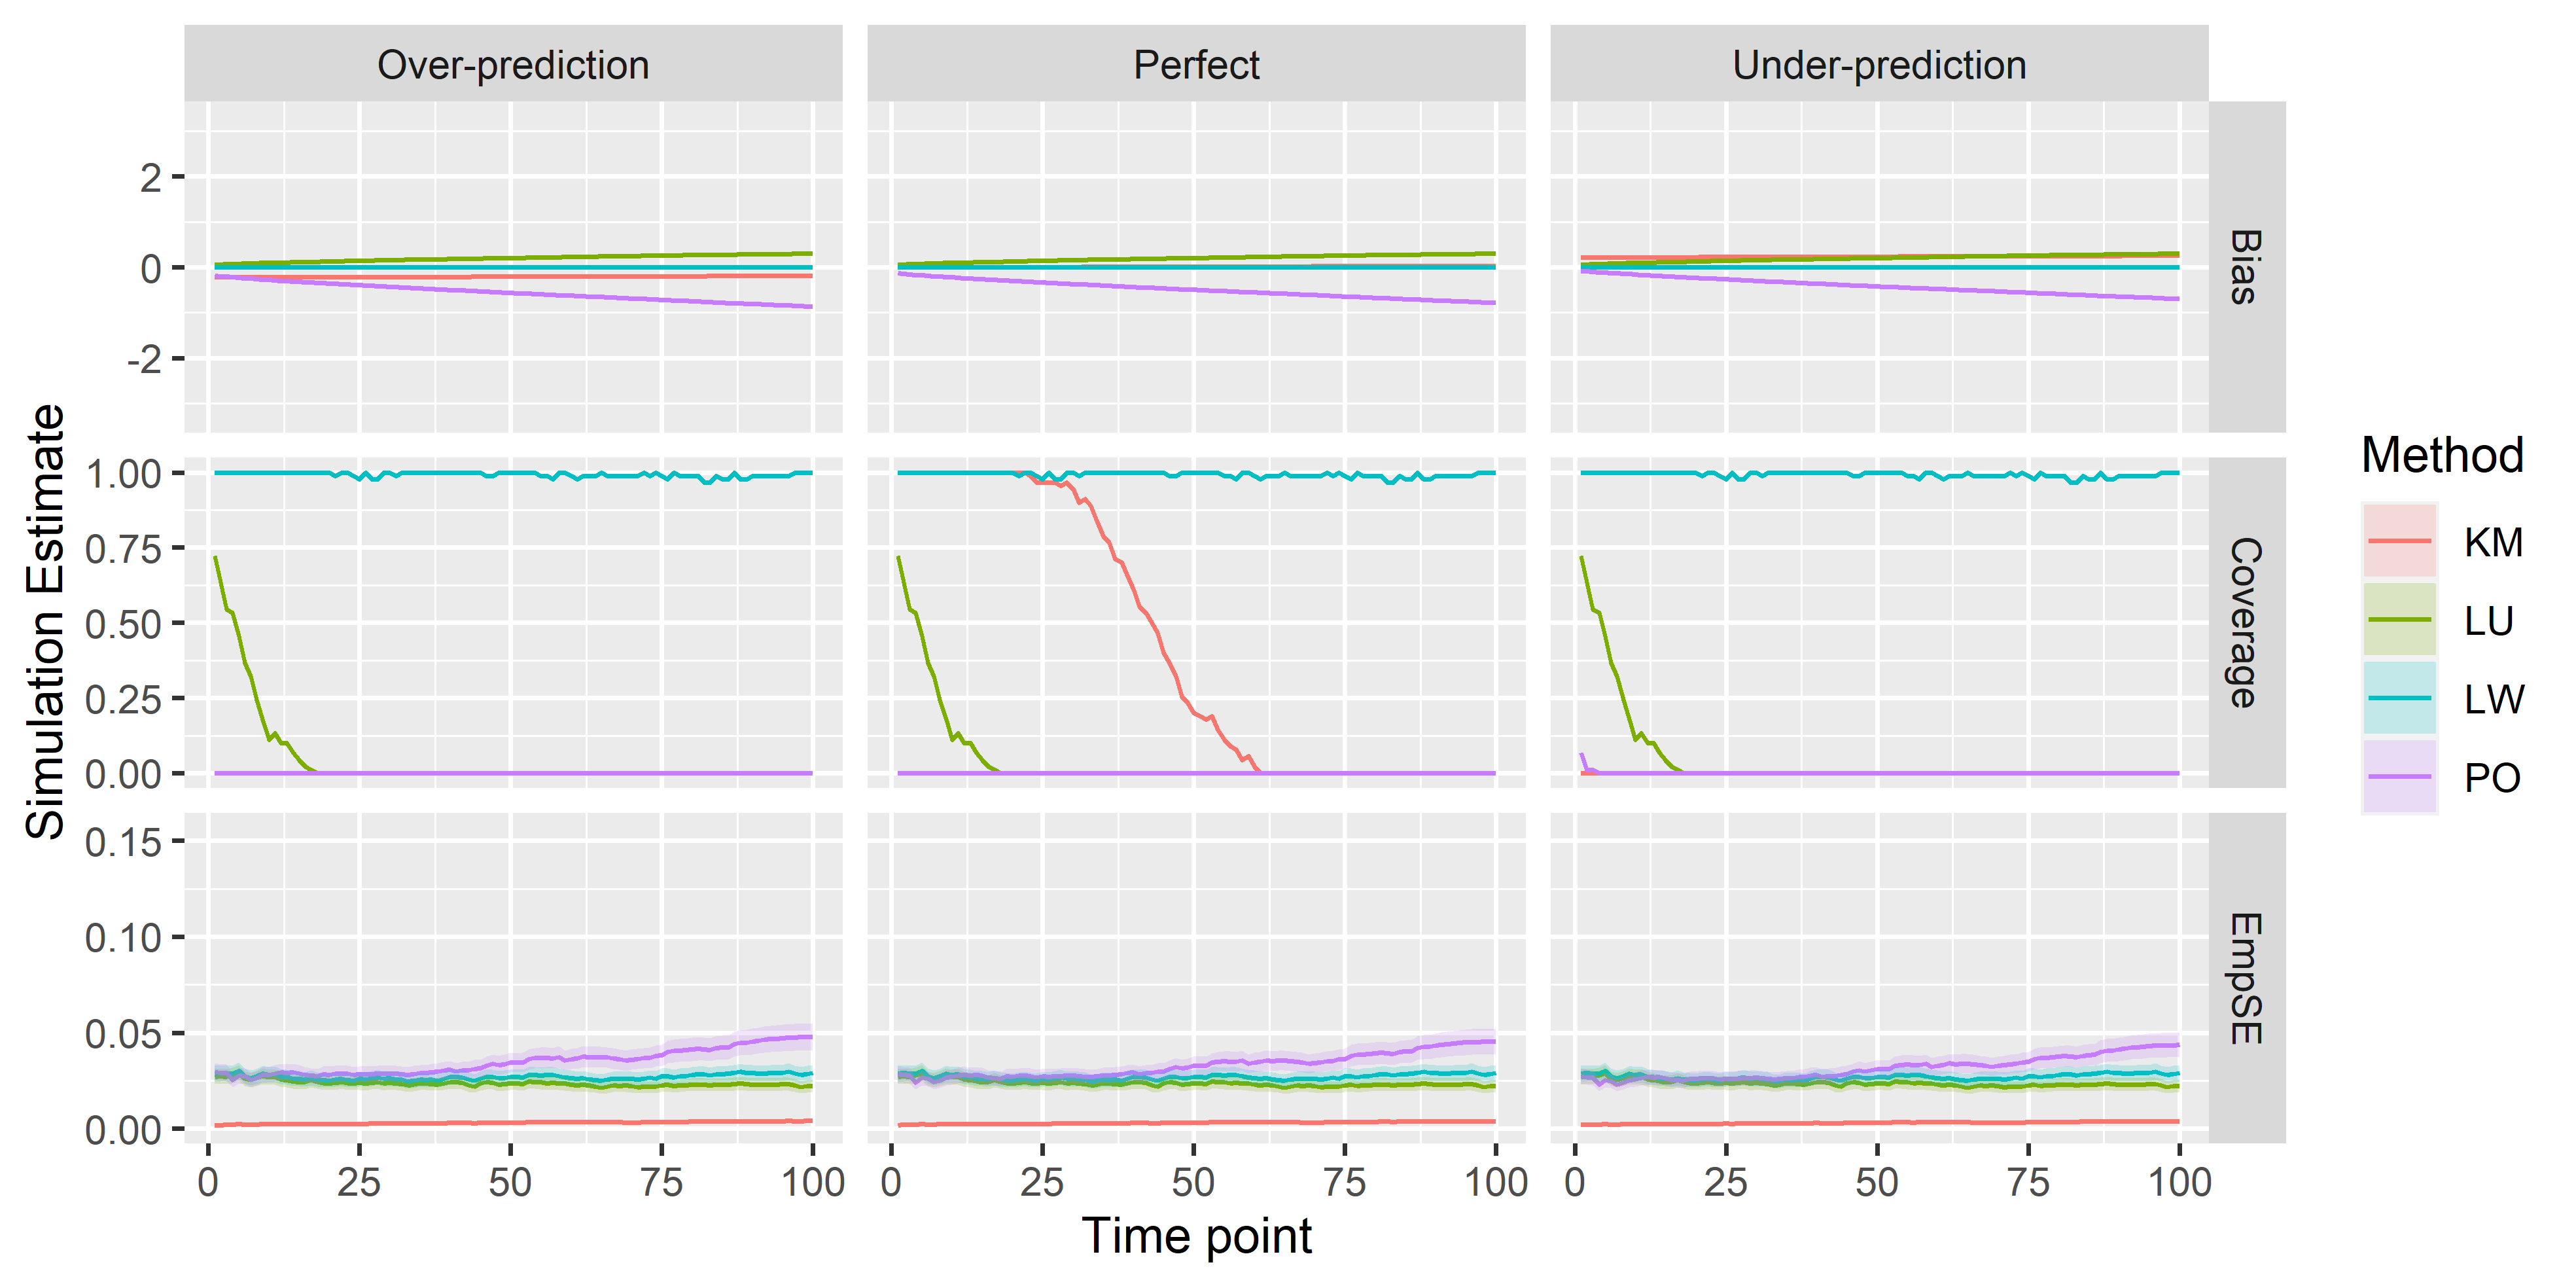 Over-prediction
Perfect
Under-prediction
Simulation Estimate
2
0
-2
Bias
1.00
0.75
0.50
0.25
0.00
Coverage
0.15
0.10
0.05
0.00
EmpSE
0 25 50 75 100
0 25 50 75 100
0 25 50 75 100
Time point
Method
KM
LU
LW
PO